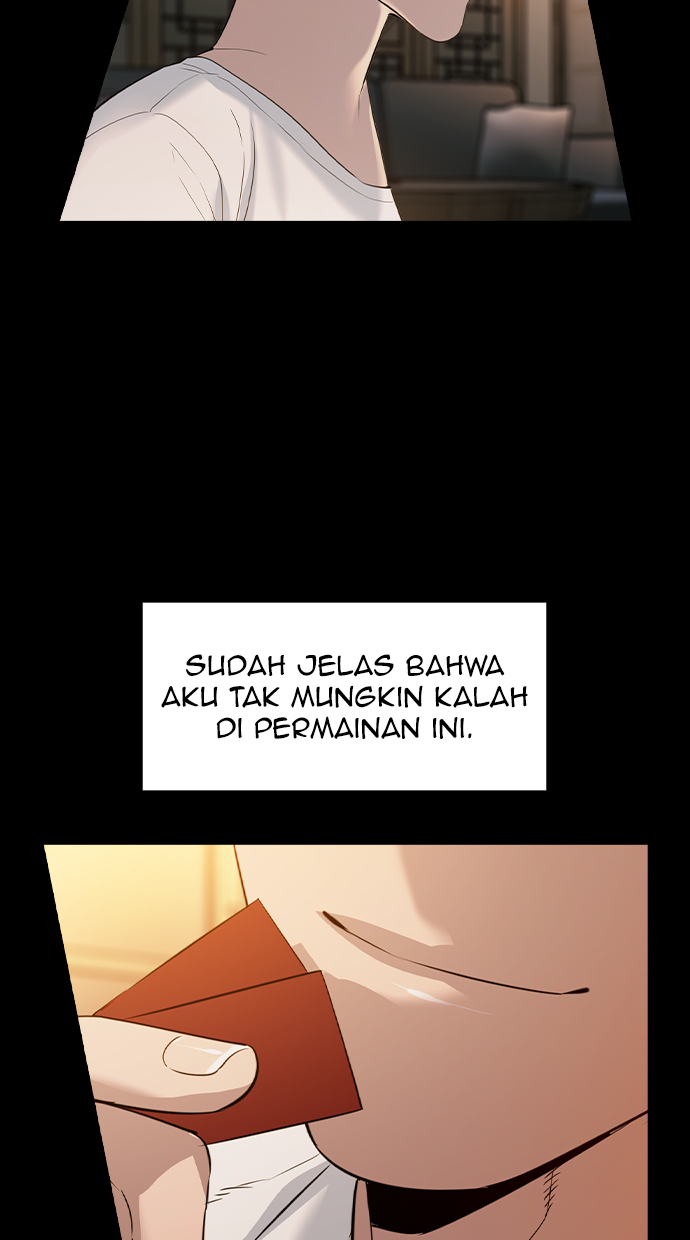 SUDAH JELAS BAHWA
AKU TAK MUNGKIN KALAH
DI PERMAINAN INI.